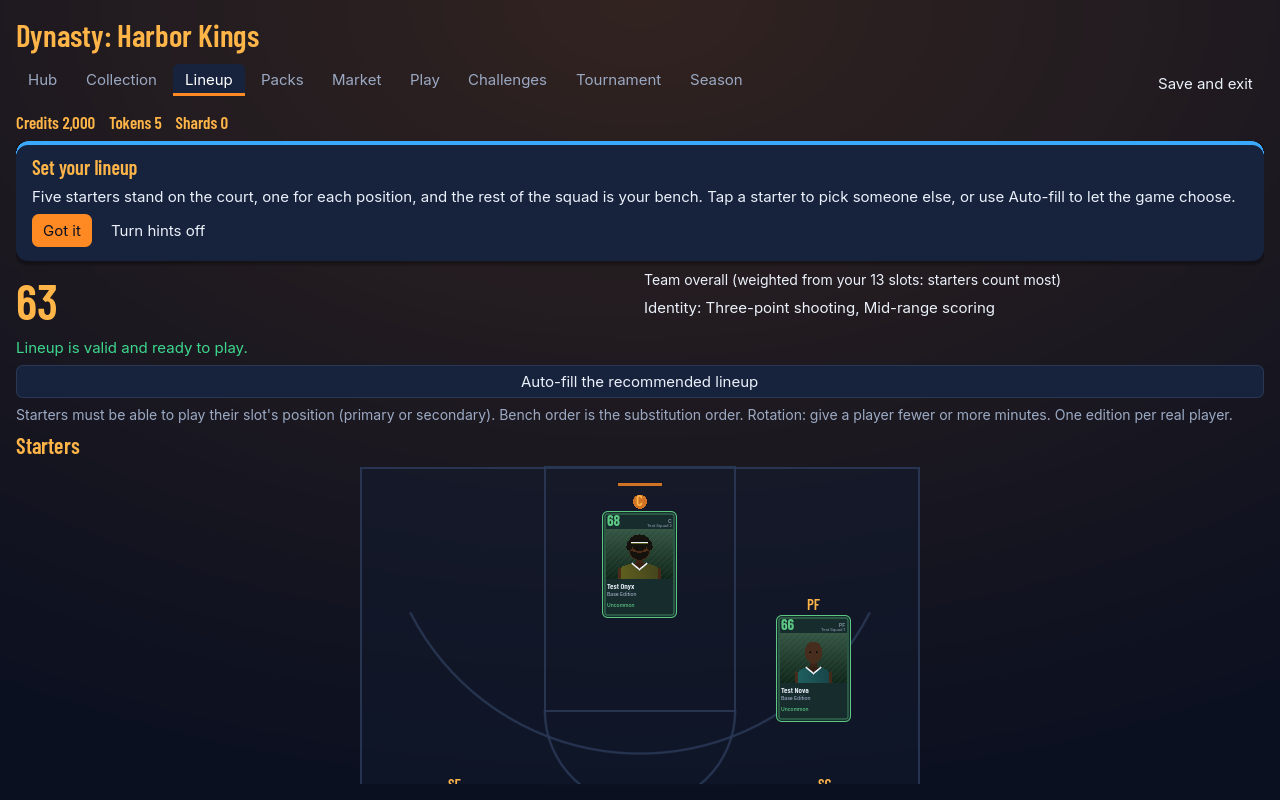 Dynasty: Harbor Kings
Hub Collection Lineup Packs Market Play Challenges Tournament Season Save and exit
Credits 2,000 Tokens 5 Shards 0
Set your lineup
Five starters stand on the court, one for each position, and the rest of the squad is your bench. Tap a starter to pick someone else, or use Auto-fill to let the game choose.
Got it Turn hints off
63
Team overall (weighted from your 13 slots: starters count most)
Identity: Three-point shooting, Mid-range scoring
Lineup is valid and ready to play.
Auto-fill the recommended lineup
Starters must be able to play their slot's position (primary or secondary). Bench order is the substitution order. Rotation: give a player fewer or more minutes. One edition per real player.
Starters
C
68 C
Test Onyx
Base Edition
Uncommon
PF
66 PF
Test Nova
Base Edition
Uncommon
SF SG